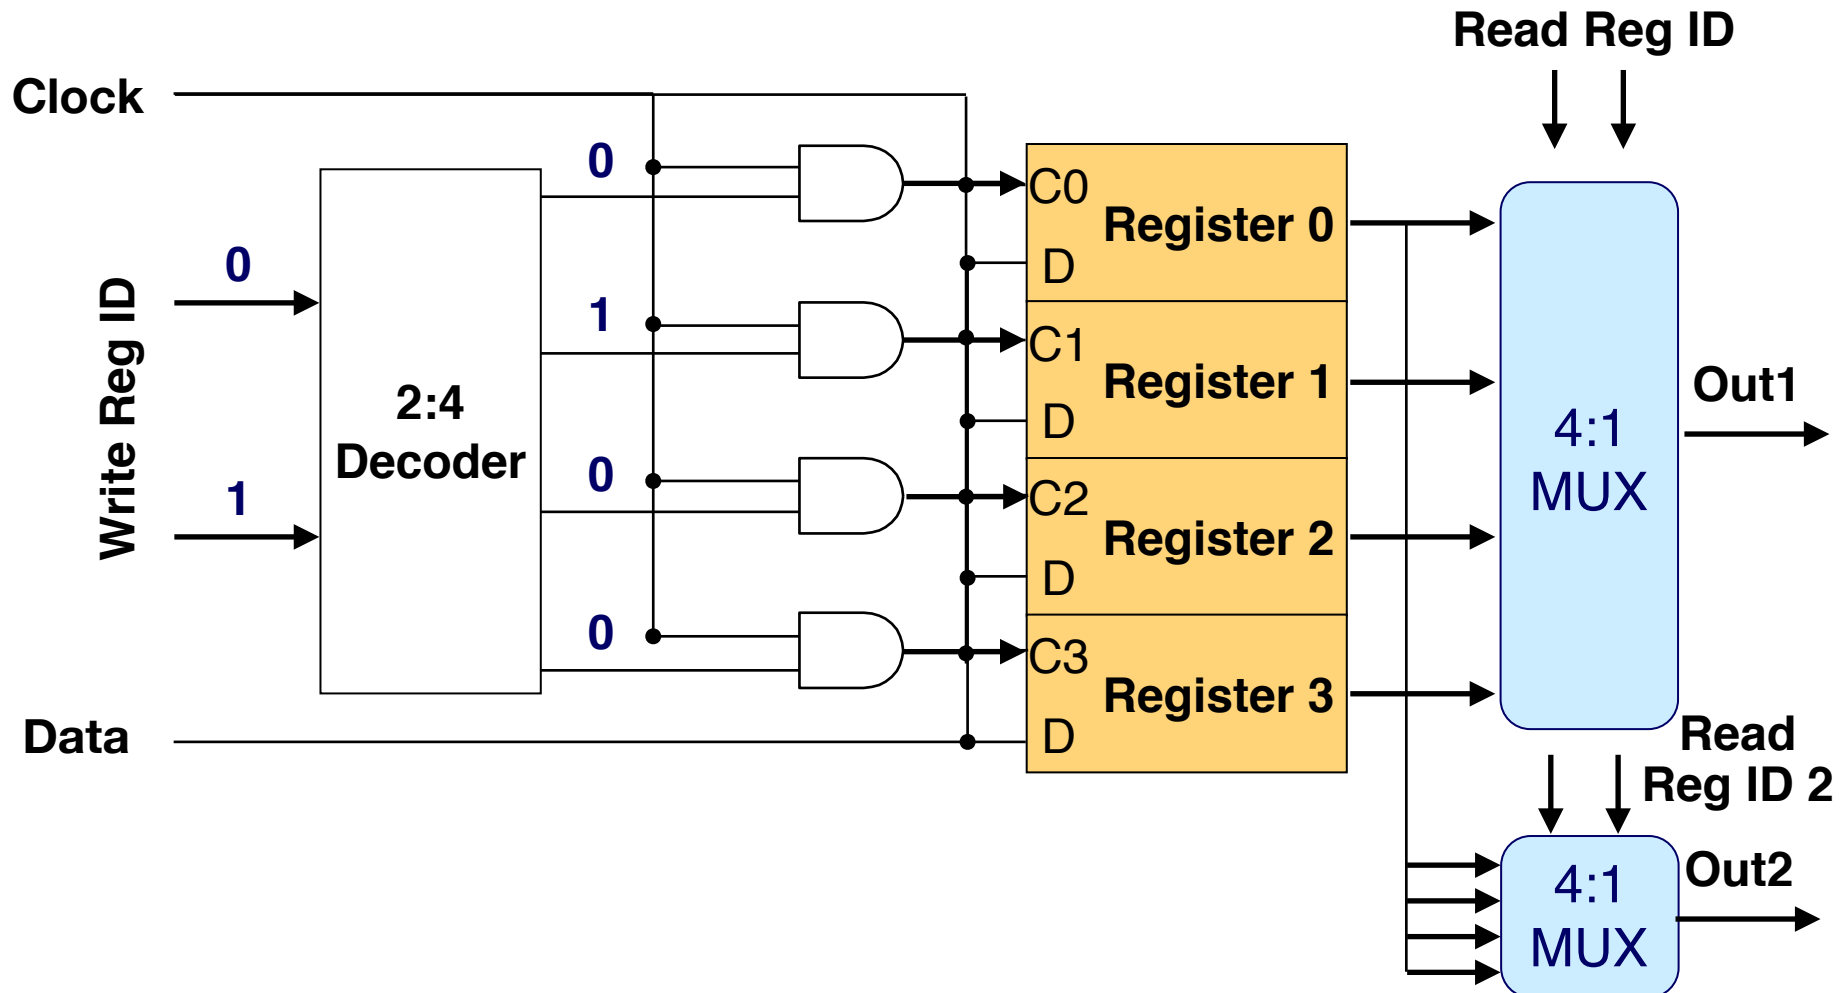 Read Reg ID
Clock
0
C0
Register 0
D
0
1
Write Reg ID
C1
Register 1
D
Out1
2:4
Decoder
4:1
MUX
1
0
C2
Register 2
D
0
C3
Register 3
D
Data
Read
Reg ID 2
4:1
MUX
Out2